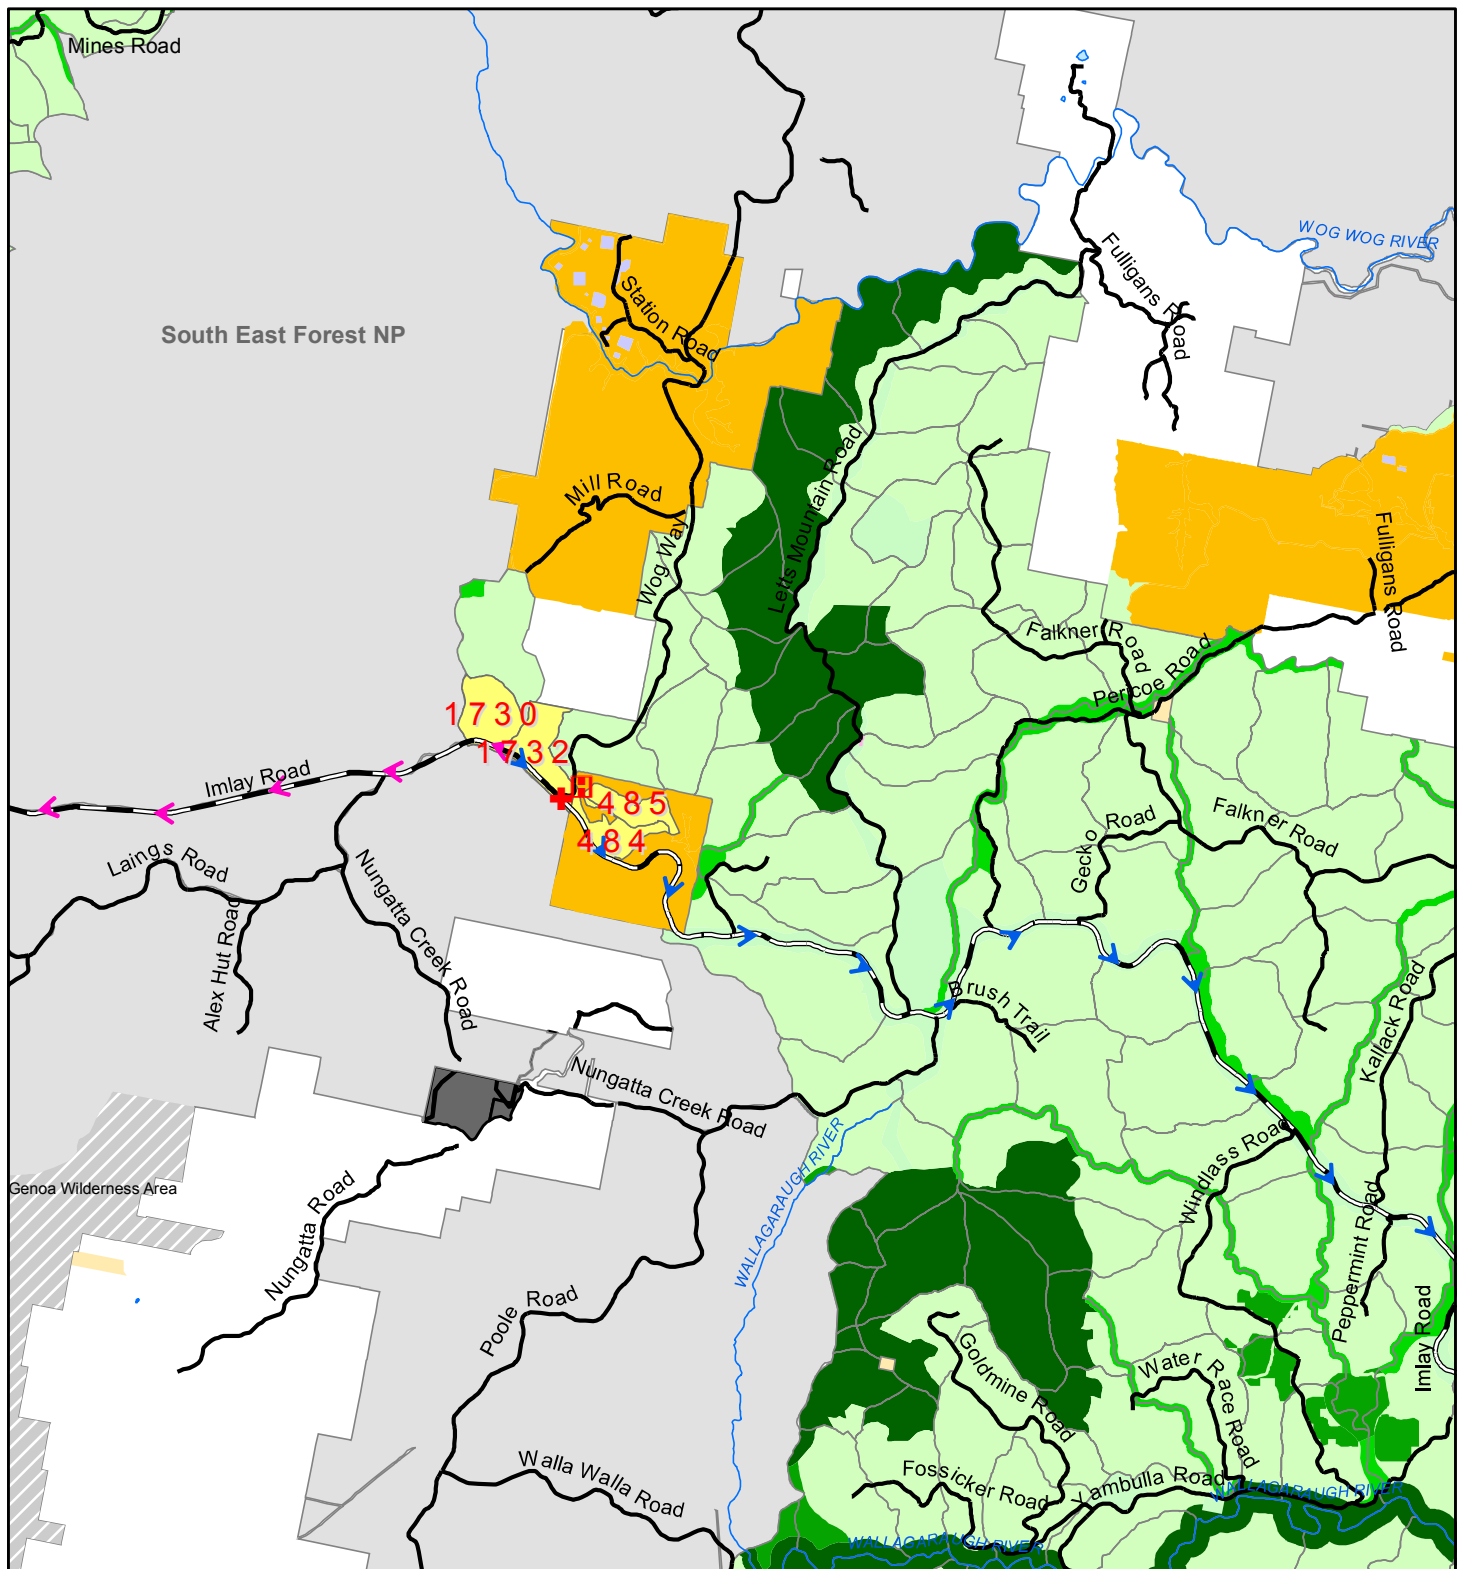 Mines Road
WOG WOG RIVER
Fulligans Road
Station Road
South East Forest NP
Letts Mountain Road
Mill Road
Wog Way
Fulligans Road
Falkner Road
Pericoe Road
1730
1732
Imlay Road
485
484
Gecko Road
Falkner Road
Laings Road
Nungatta Creek Road
Alex Hut Road
Brush Trail
Kallack Road
Nungatta Creek Road
WALLAGARAUGH RIVER
Windlass Road
Genoa Wilderness Area
Nungatta Road
Peppermint Road
Poole Road
Imlay Road
Goldmine Road
Water Race Road
Walla Walla Road
Fossicker Road
Yambulla Road
WALLAGARAUGH RIVER
WALLAGARAUGH RIVER
H